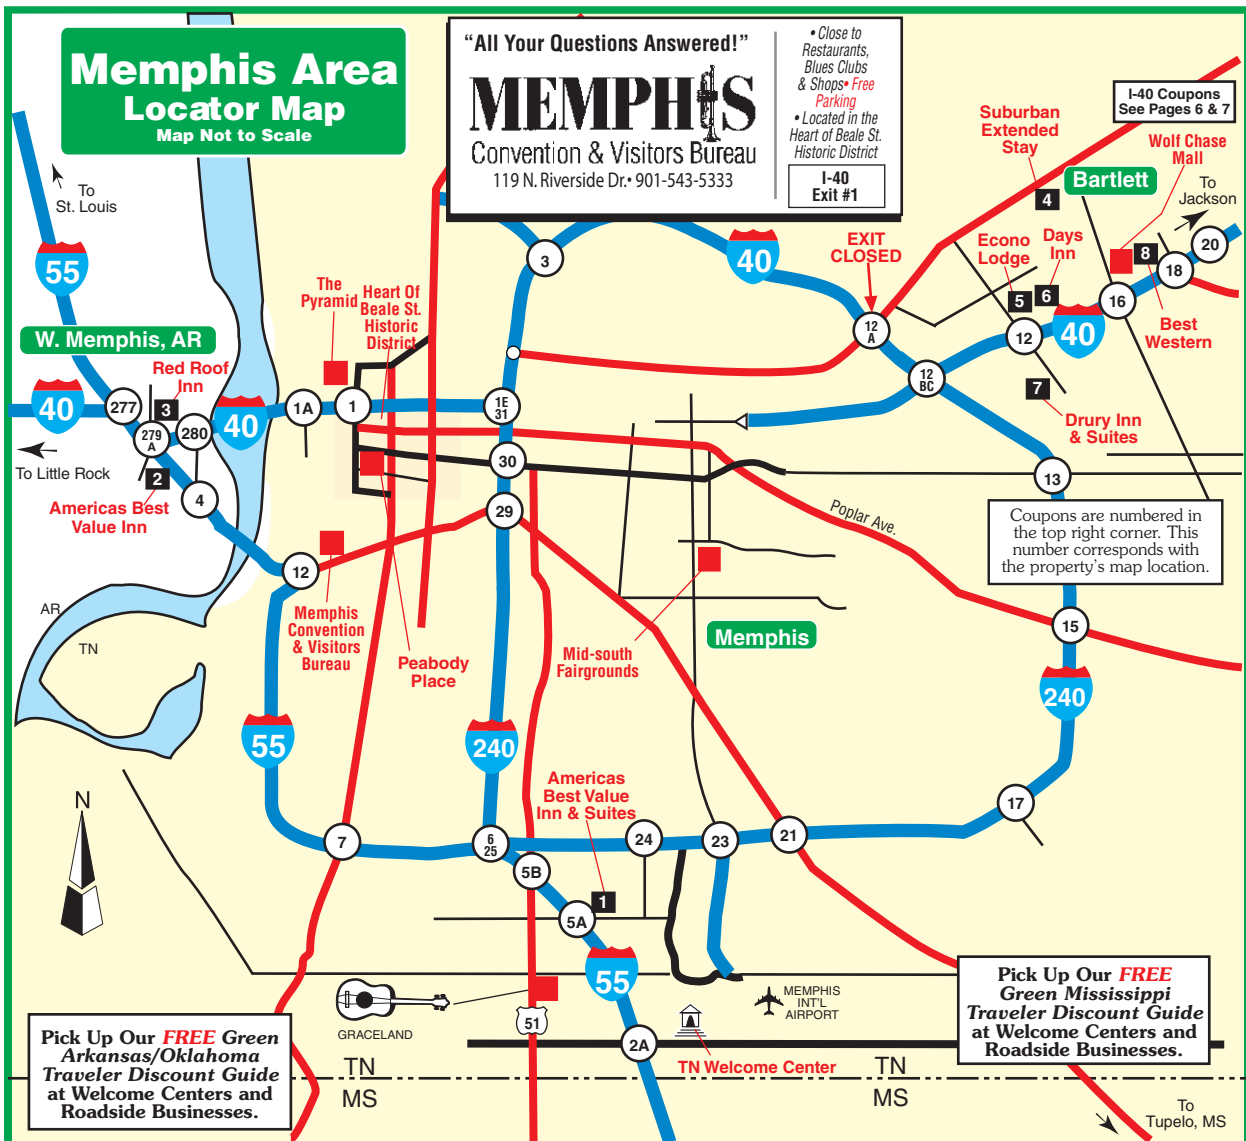 Memphis Area
Locator Map
Map Not to Scale
“All Your Questions Answered!”
MEMPHIS
Convention & Visitors Bureau
119 N. Riverside Dr.• 901-543-5333
• Close to
Restaurants,
Blues Clubs
& Shops• Free
Parking
• Located in the
Heart of Beale St.
Historic District
I-40
Exit #1
I-40 Coupons
See Pages 6 & 7
Suburban
Extended
Stay
4
Wolf Chase
Mall
Bartlett
To
Jackson
To
St. Louis
55
EXIT
CLOSED
Econo
Lodge
Days
Inn
8
20
18
3
40
5
6
16
The
Pyramid
Heart Of
Beale St.
Historic
District
W. Memphis, AR
12
A
12
40
Best
Western
Red Roof
Inn
12
BC
7
Drury Inn
& Suites
40
277
3
279
A
280
40
1A
1
1E
31
To Little Rock
2
Americas Best
Value Inn
4
30
29
13
Poplar Ave.
Coupons are numbered in
the top right corner. This
number corresponds with
the property’s map location.
12
AR
TN
Memphis
Convention
& Visitors
Bureau
Peabody
Place
Mid-south
Fairgrounds
Memphis
15
240
55
240
Americas
Best Value
Inn & Suites
N
7
6
25
24
23
21
17
5B
1
5A
55
GRACELAND
51
MEMPHIS
INT’L
AIRPORT
2A
TN Welcome Center
Pick Up Our FREE
Green Mississippi
Traveler Discount Guide
at Welcome Centers and
Roadside Businesses.
Pick Up Our FREE Green
Arkansas/Oklahoma
Traveler Discount Guide
at Welcome Centers and
Roadside Businesses.
TN
MS
TN
MS
To
Tupelo, MS